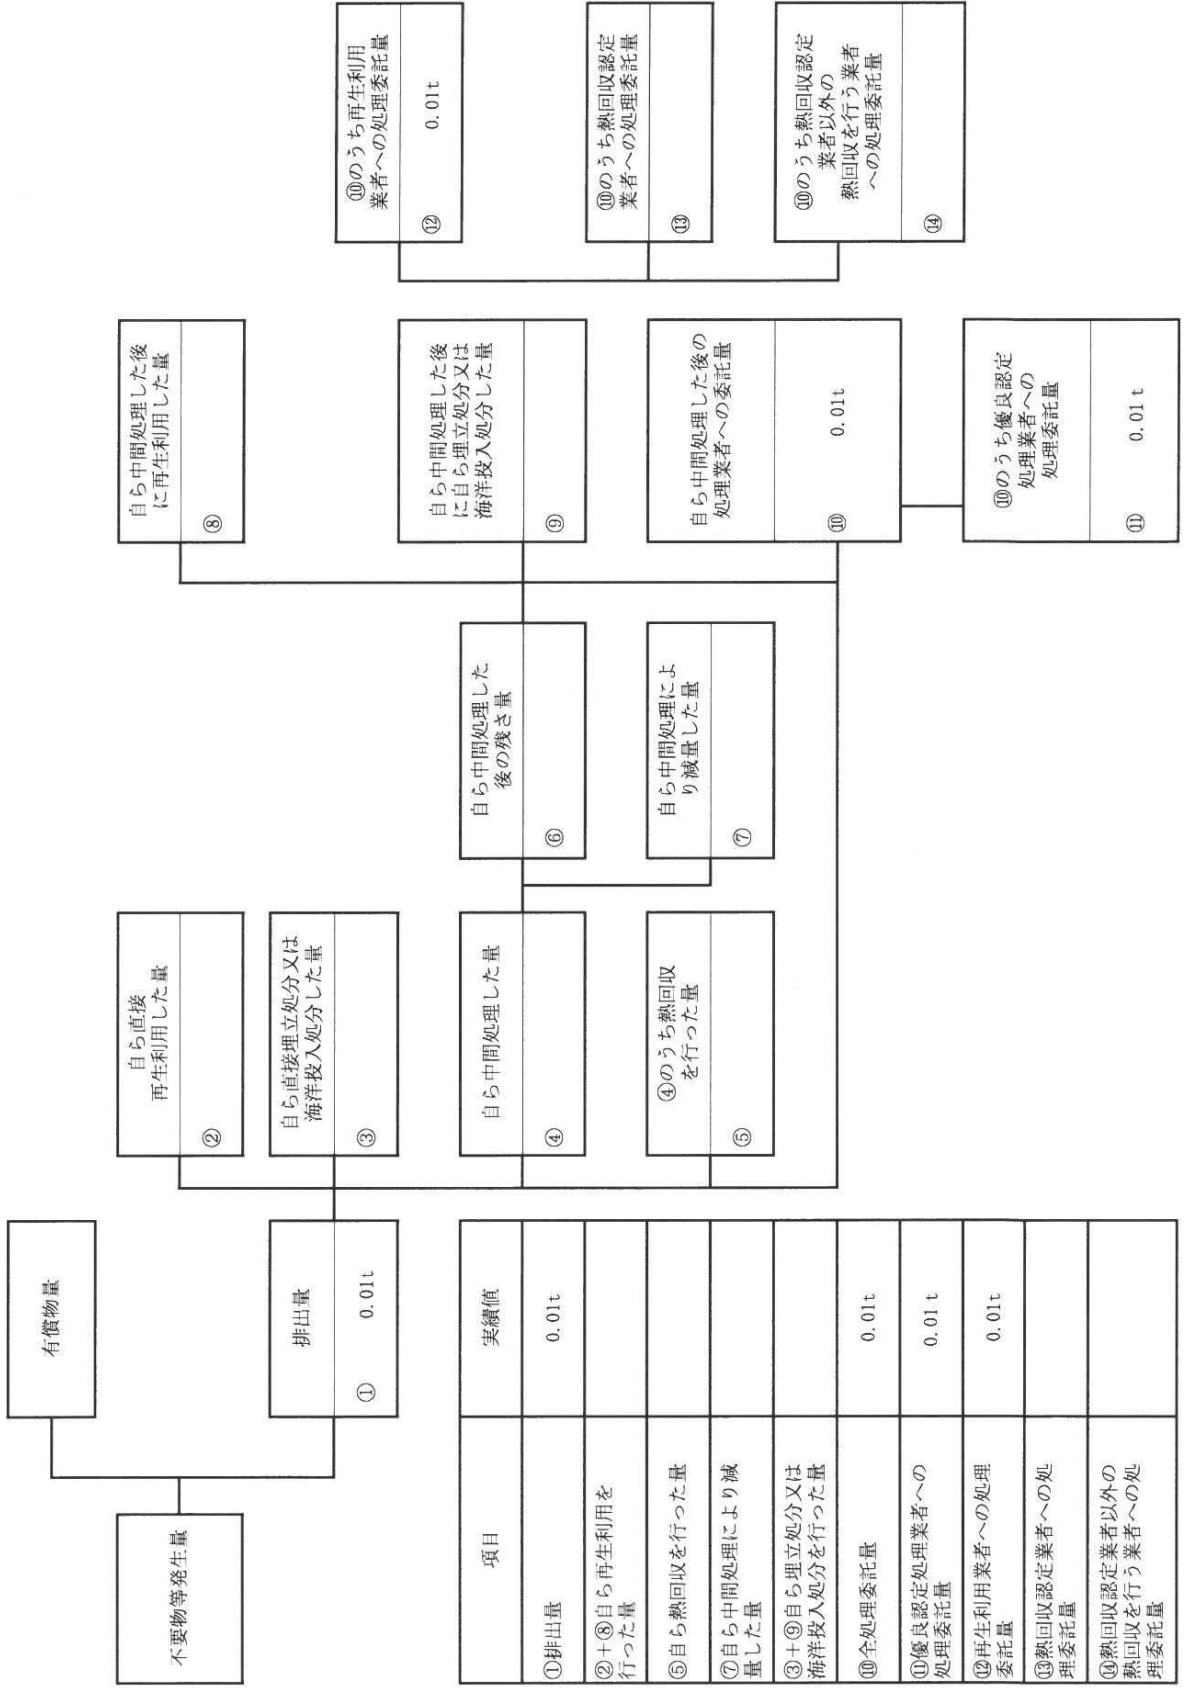 不要物等発生量
有償物量
排出量
① 0.01t
自ら直接
再生利用した量
②
自ら直接埋立処分又は
海洋投入処分した量
③
自ら中間処理した量
④
④のうち熱回収
を行った量
⑤
自ら中間処理した
後の残さ量
⑥
自ら中間処理によ
り減量した量
⑦
自ら中間処理した後
に再生利用した量
⑧
自ら中間処理した後
に自ら埋立処分又は
海洋投入処分した量
⑨
自ら中間処理した後の
処理業者への委託量
⑩ 0.01t
⑩のうち優良認定
処理業者への
処理委託量
⑪ 0.01t
⑩のうち再生利用
業者への処理委託量
⑫ 0.01t
⑩のうち熱回収認定
業者への処理委託量
⑬
⑩のうち熱回収認定
業者以外の
熱回収を行う業者
への処理委託量
⑭
項目 実績値
①排出量 0.01t
②+⑧自ら再生利用を
行った量
⑤自ら熱回収を行った量
⑦自ら中間処理により減
量した量
③+⑨自ら埋立処分又は
海洋投入処分を行った量
⑩全処理委託量 0.01t
⑪優良認定処理業者への
処理委託量 0.01t
⑫再生利用業者への処理
委託量 0.01t
⑬熱回収認定業者への処
理委託量
⑭熱回収認定業者以外の
熱回収を行う業者への処
理委託量